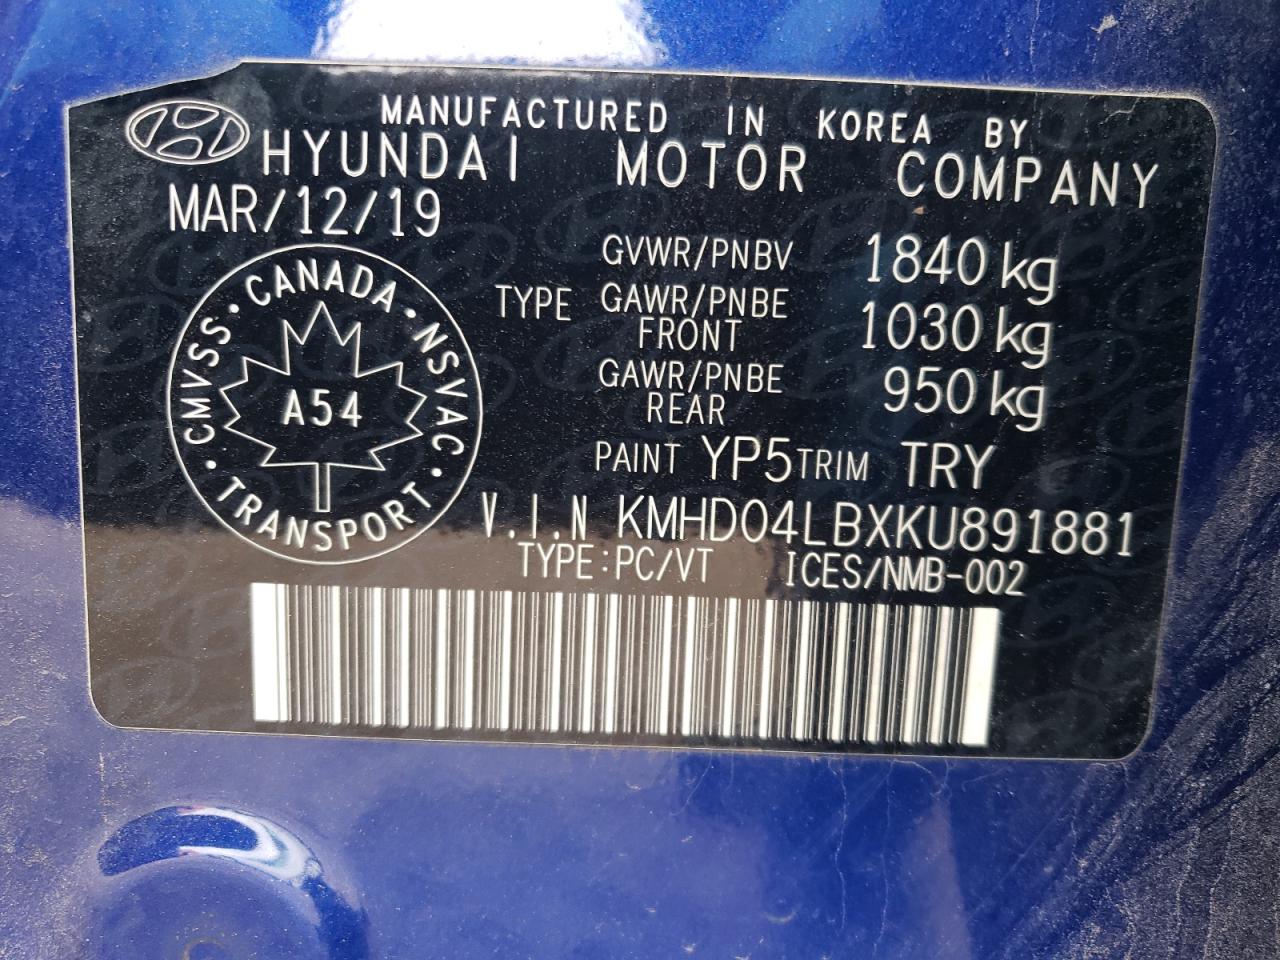 MANUFACTURED IN KOREA BY
HYUNDAI MOTOR COMPANY
MAR/12/19
GVWR/PNBV 1840 kg
TYPE GAWR/PNBE FRONT 1030 kg
GAWR/PNBE REAR 950 kg
PAINT YP5 TRIM TRY
V.I.N KMHD04LBXKU891881
TYPE:PC/VT ICES/NMB-002
CANADA · NSVAC · TRANSPORT · CMVSS ·
A54